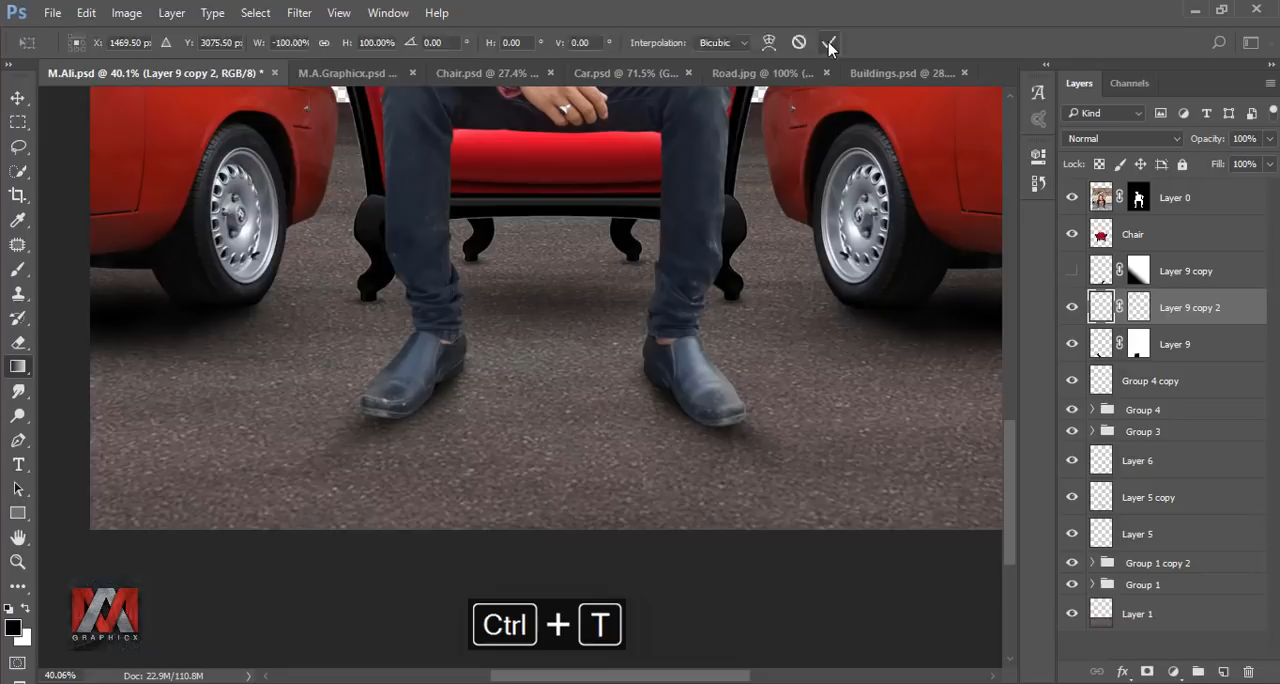 Ps File Edit Image Layer Type Select Filter View Window Help
X: 1469.50 px Y: 3075.50 px W: -100.00% H: 100.00% 0.00 ° H: 0.00 ° V: 0.00 ° Interpolation: Bicubic
M.Ali.psd @ 40.1% (Layer 9 copy 2, RGB/8) * × M.A.Graphicx.psd ... × Chair.psd @ 27.4% ... × Car.psd @ 71.5% (G... × Road.jpg @ 100% (... × Buildings.psd @ 28.... ×
Layers Channels
Kind
Normal Opacity: 100%
Lock: Fill: 100%
Layer 0
Chair
Layer 9 copy
Layer 9 copy 2
Layer 9
Group 4 copy
Group 4
Group 3
Layer 6
Layer 5 copy
Layer 5
Group 1 copy 2
Group 1
Layer 1
Ctrl + T
GRAPHICX
40.06% Doc: 22.9M/110.8M
fx